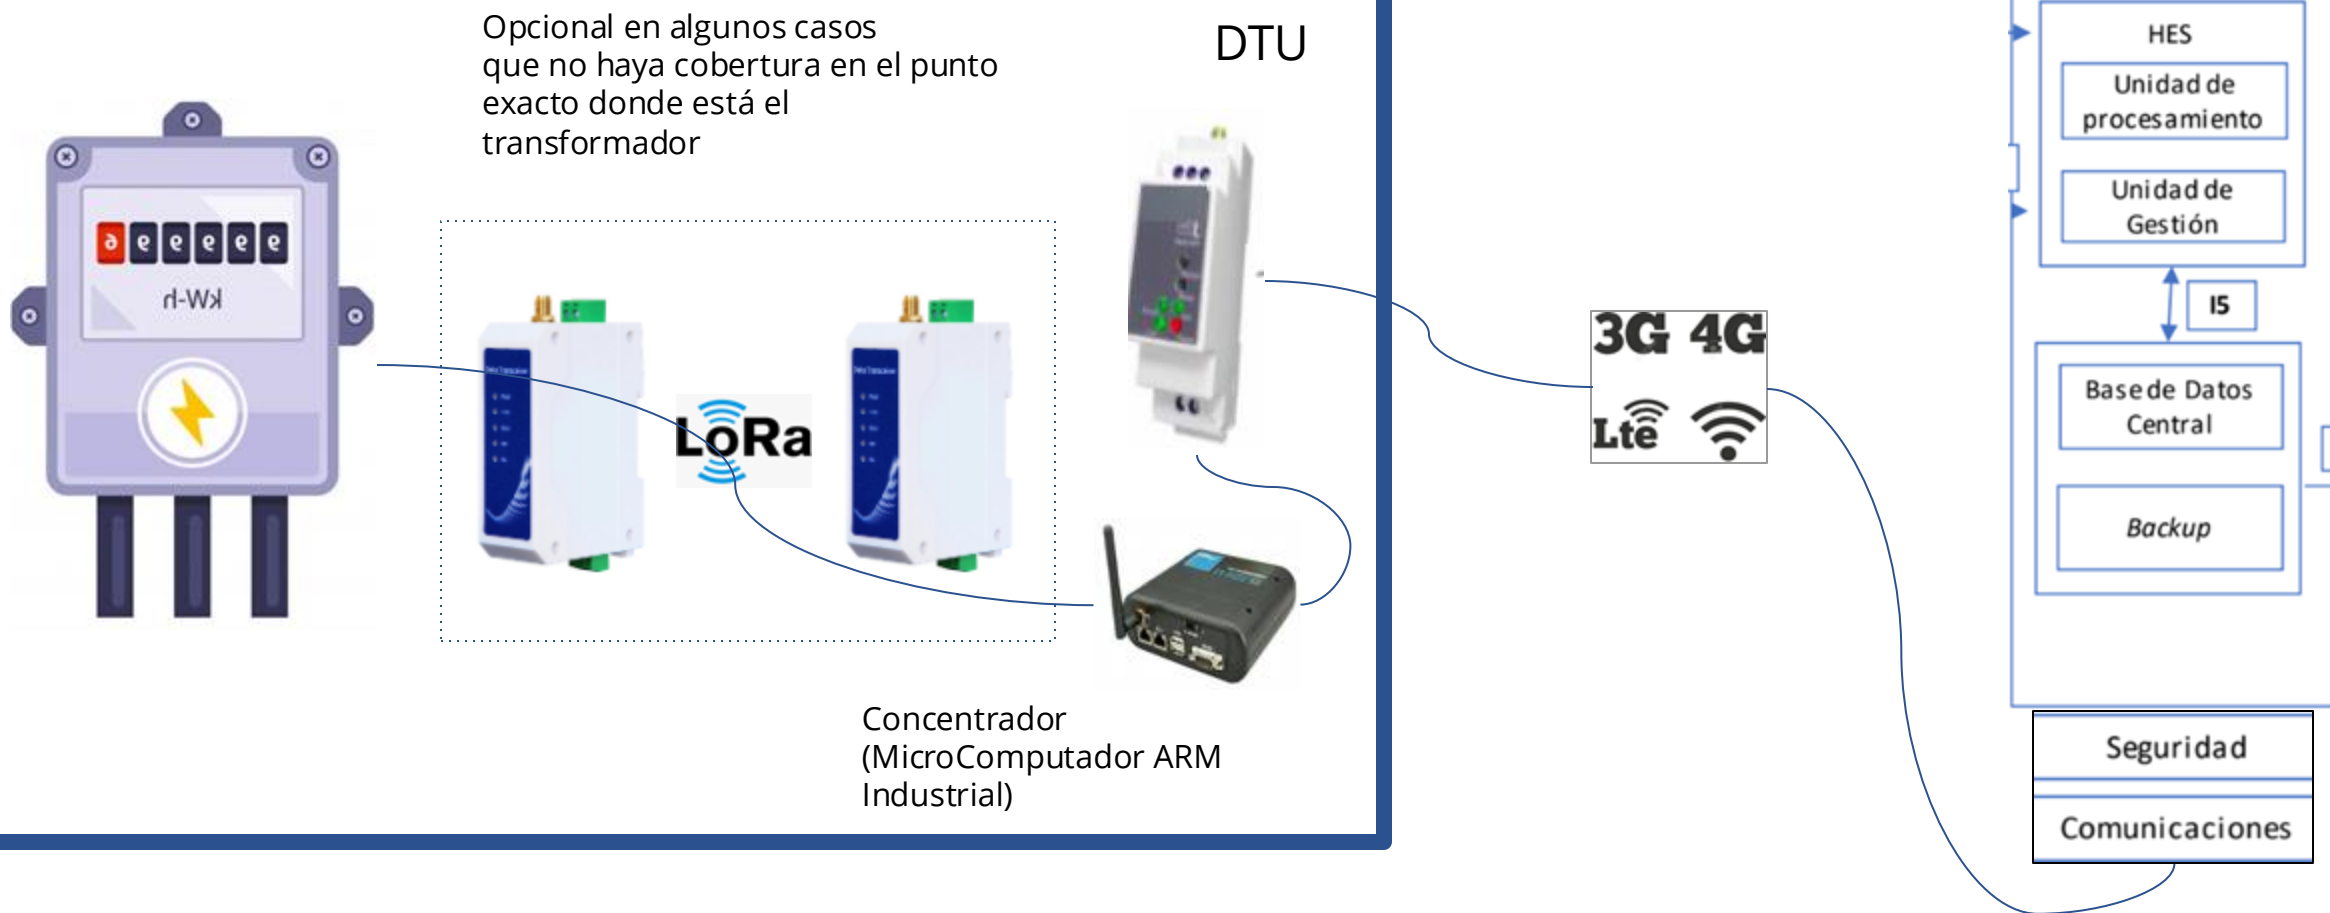 Opcional en algunos casos
que no haya cobertura en el punto
exacto donde está el
transformador
DTU
kW-h
LoRa
Concentrador
(MicroComputador ARM
Industrial)
3G 4G
Lte
HES
Unidad de
procesamiento
Unidad de
Gestión
I5
Base de Datos
Central
Backup
Seguridad
Comunicaciones